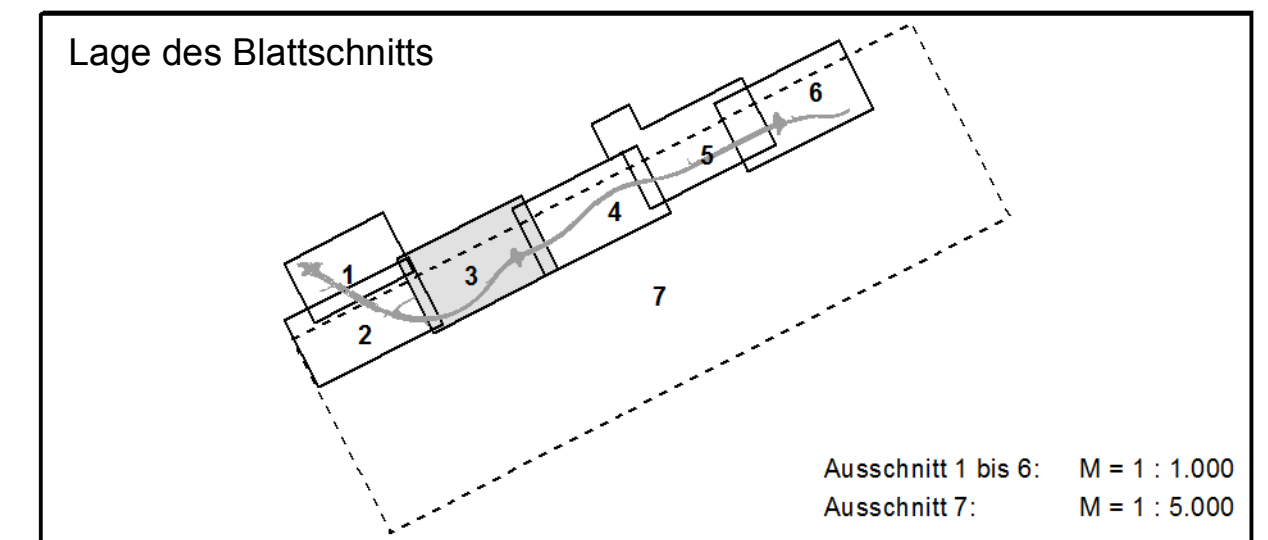 Lage des Blattschnitts
6
5
4
1
3
7
2
Ausschnitt 1 bis 6: M = 1 : 1.000
Ausschnitt 7: M = 1 : 5.000